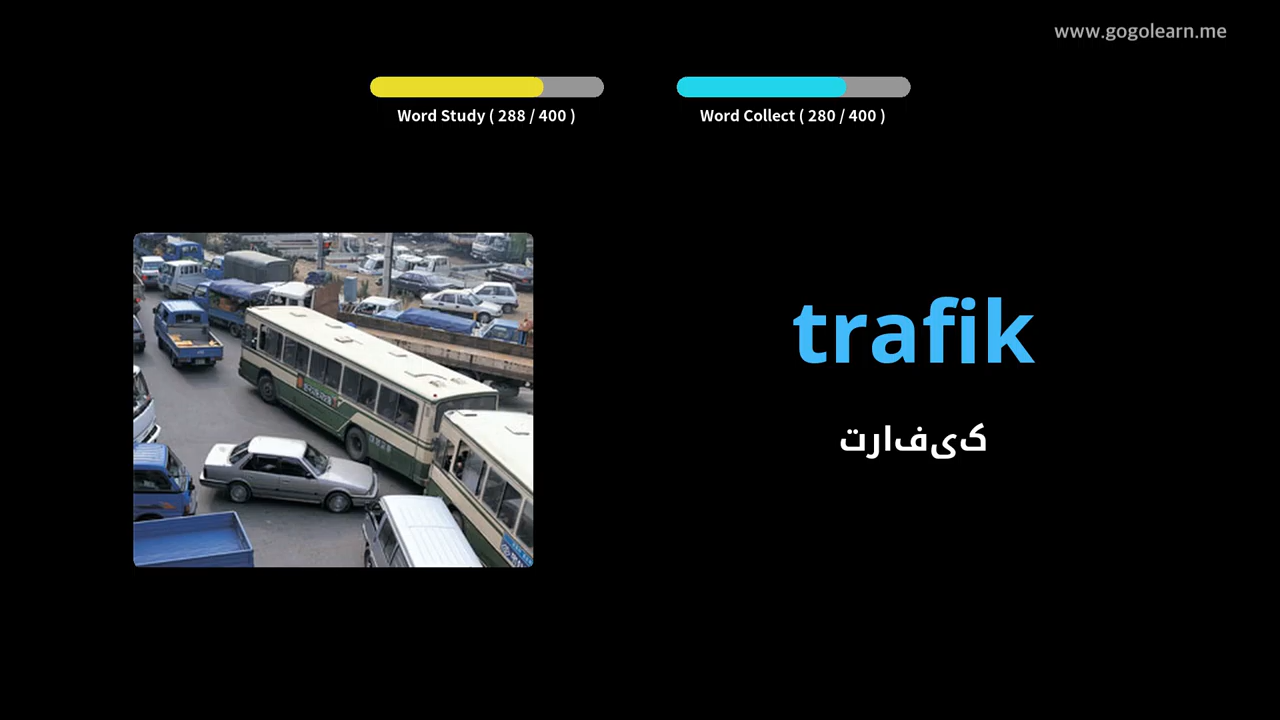 www.gogolearn.me
Word Study ( 288 / 400 )
Word Collect ( 280 / 400 )
trafik
کیفارت